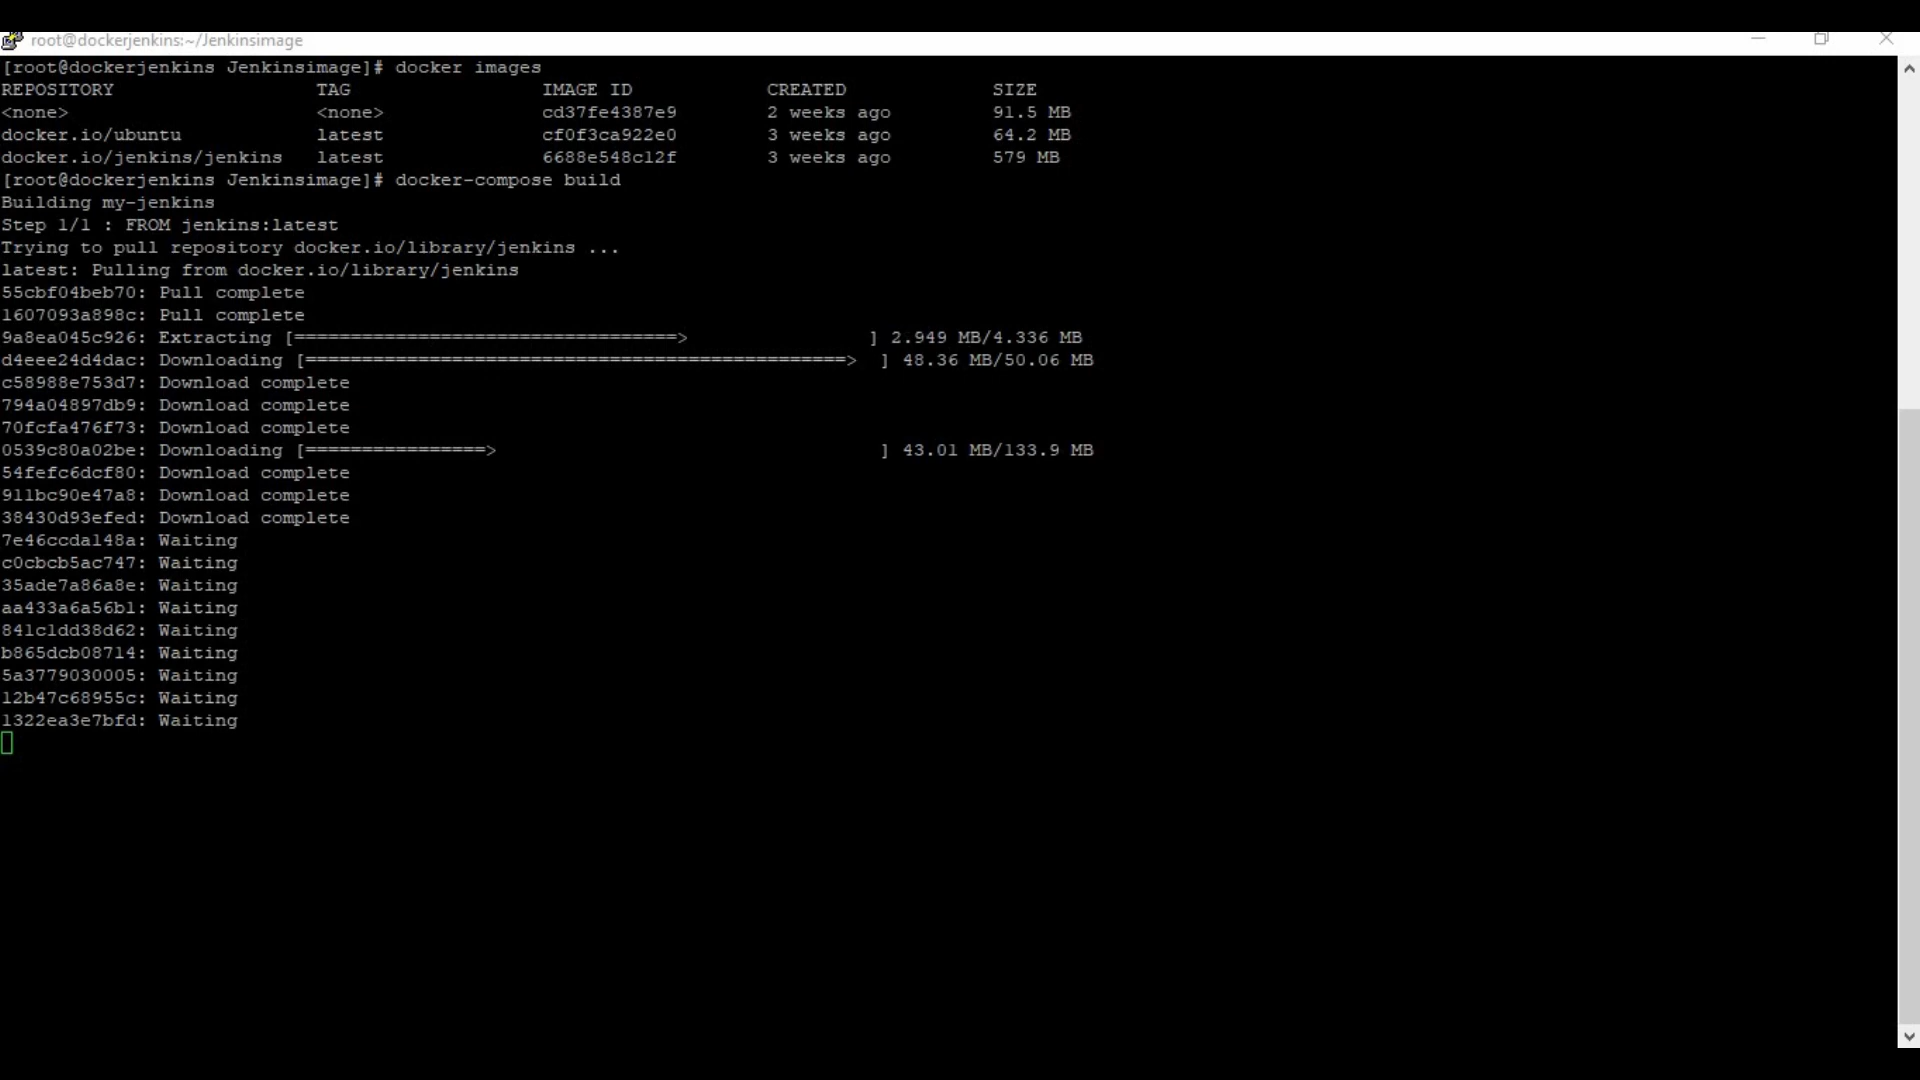 root@dockerjenkins:~/Jenkinsimage
[root@dockerjenkins Jenkinsimage]# docker images
REPOSITORY TAG IMAGE ID CREATED SIZE
<none> <none> cd37fe4387e9 2 weeks ago 91.5 MB
docker.io/ubuntu latest cf0f3ca922e0 3 weeks ago 64.2 MB
docker.io/jenkins/jenkins latest 6688e548c12f 3 weeks ago 579 MB
[root@dockerjenkins Jenkinsimage]# docker-compose build
Building my-jenkins
Step 1/1 : FROM jenkins:latest
Trying to pull repository docker.io/library/jenkins ...
latest: Pulling from docker.io/library/jenkins
55cbf04beb70: Pull complete
1607093a898c: Pull complete
9a8ea045c926: Extracting [==================================> ] 2.949 MB/4.336 MB
d4eee24d4dac: Downloading [================================================> ] 48.36 MB/50.06 MB
c58988e753d7: Download complete
794a04897db9: Download complete
70fcfa476f73: Download complete
0539c80a02be: Downloading [================> ] 43.01 MB/133.9 MB
54fefc6dcf80: Download complete
911bc90e47a8: Download complete
38430d93efed: Download complete
7e46ccda148a: Waiting
c0cbcb5ac747: Waiting
35ade7a86a8e: Waiting
aa433a6a56b1: Waiting
841c1dd38d62: Waiting
b865dcb08714: Waiting
5a3779030005: Waiting
12b47c68955c: Waiting
1322ea3e7bfd: Waiting